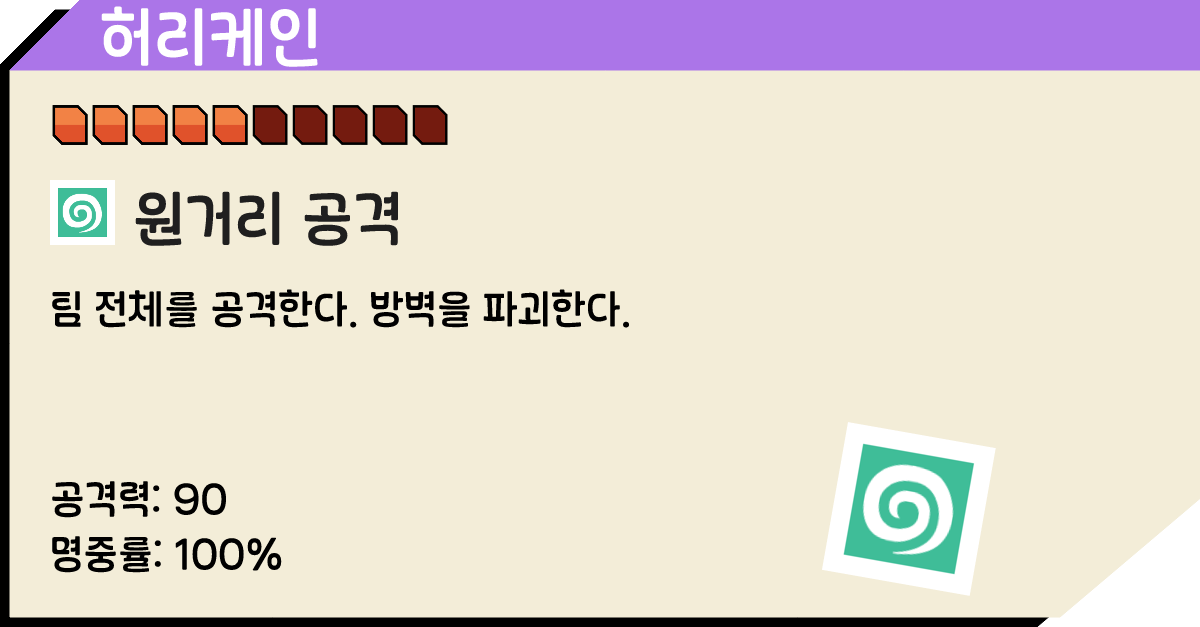 허리케인
원거리 공격
팀 전체를 공격한다. 방벽을 파괴한다.
공격력: 90
명중률: 100%